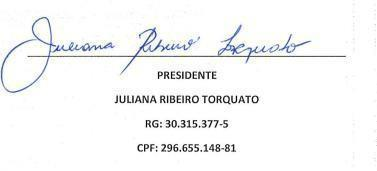 Juliana Ribeiro Torquato
PRESIDENTE
JULIANA RIBEIRO TORQUATO
RG: 30.315.377-5
CPF: 296.655.148-81